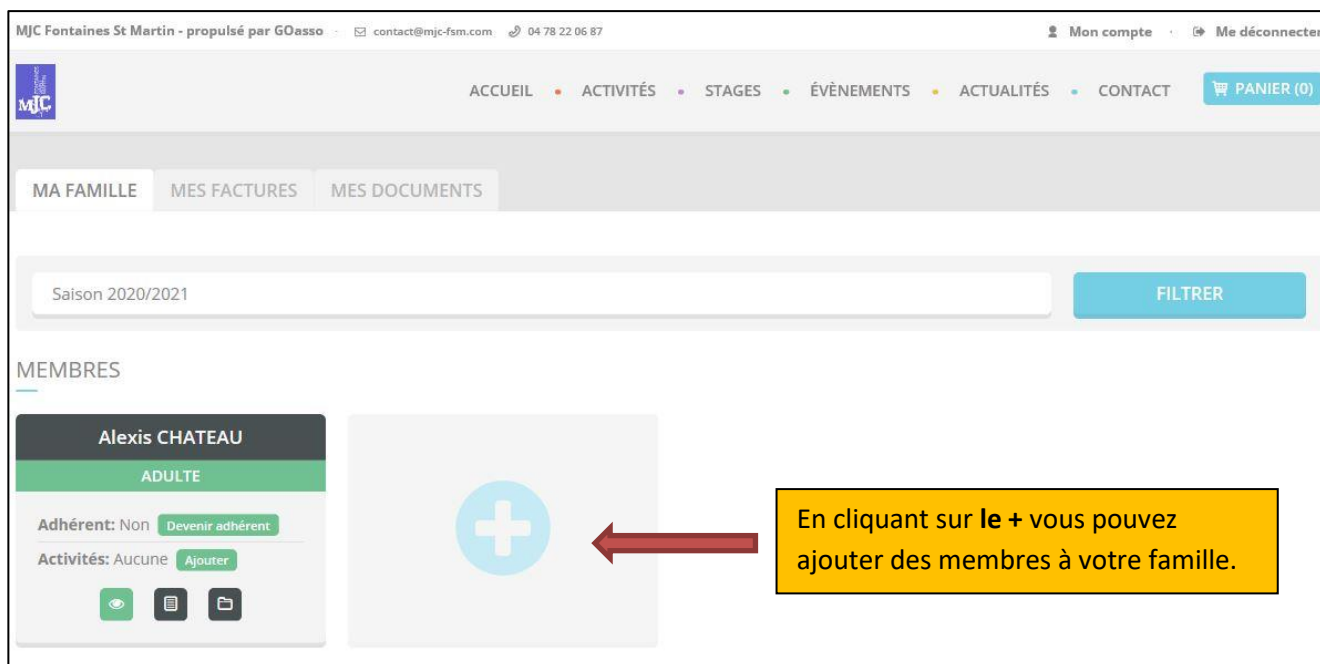 MJC Fontaines St Martin - propulsé par GOasso · contact@mjc-fsm.com 04 78 22 06 87 Mon compte · Me déconnecter
MJC
ACCUEIL • ACTIVITÉS • STAGES • ÉVÈNEMENTS • ACTUALITÉS • CONTACT PANIER (0)
MA FAMILLE MES FACTURES MES DOCUMENTS
Saison 2020/2021 FILTRER
MEMBRES
Alexis CHATEAU
ADULTE
Adhérent: Non Devenir adhérent
Activités: Aucune Ajouter
En cliquant sur le + vous pouvez
ajouter des membres à votre famille.